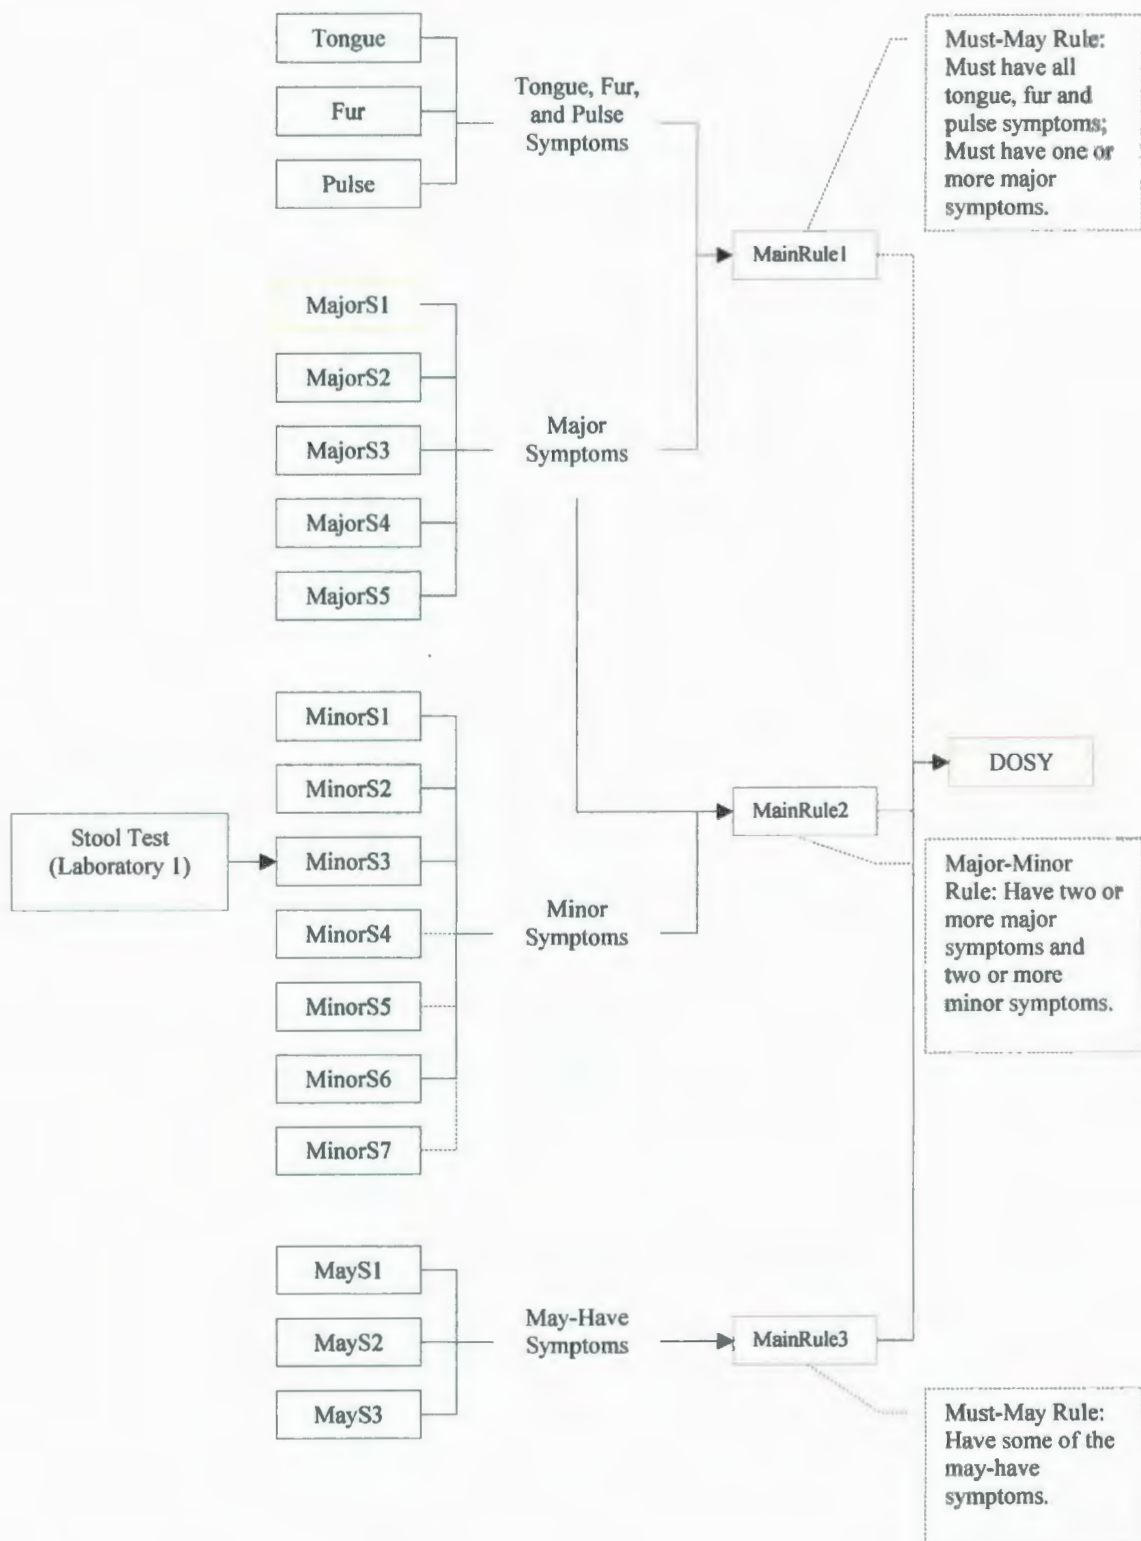 Tongue
Fur
Pulse
Tongue, Fur,
and Pulse
Symptoms
Must-May Rule:
Must have all
tongue, fur and
pulse symptoms;
Must have one or
more major
symptoms.
MainRule1
MajorS1
MajorS2
MajorS3
MajorS4
MajorS5
Major
Symptoms
MinorS1
MinorS2
MinorS3
MinorS4
MinorS5
MinorS6
MinorS7
Stool Test
(Laboratory 1)
Minor
Symptoms
MainRule2
DOSY
Major-Minor
Rule: Have two or
more major
symptoms and
two or more
minor symptoms.
MayS1
MayS2
MayS3
May-Have
Symptoms
MainRule3
Must-May Rule:
Have some of the
may-have
symptoms.